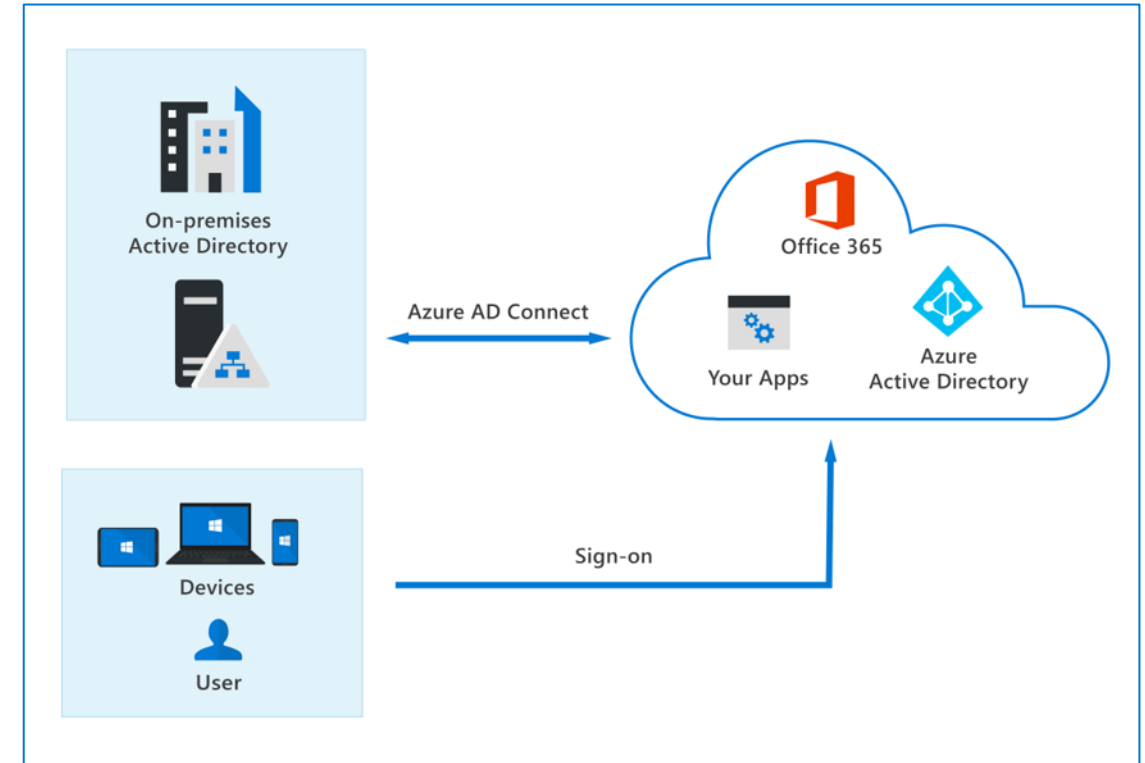 On-premises
Active Directory
Azure AD Connect
Office 365
Your Apps
Azure
Active Directory
Devices
User
Sign-on